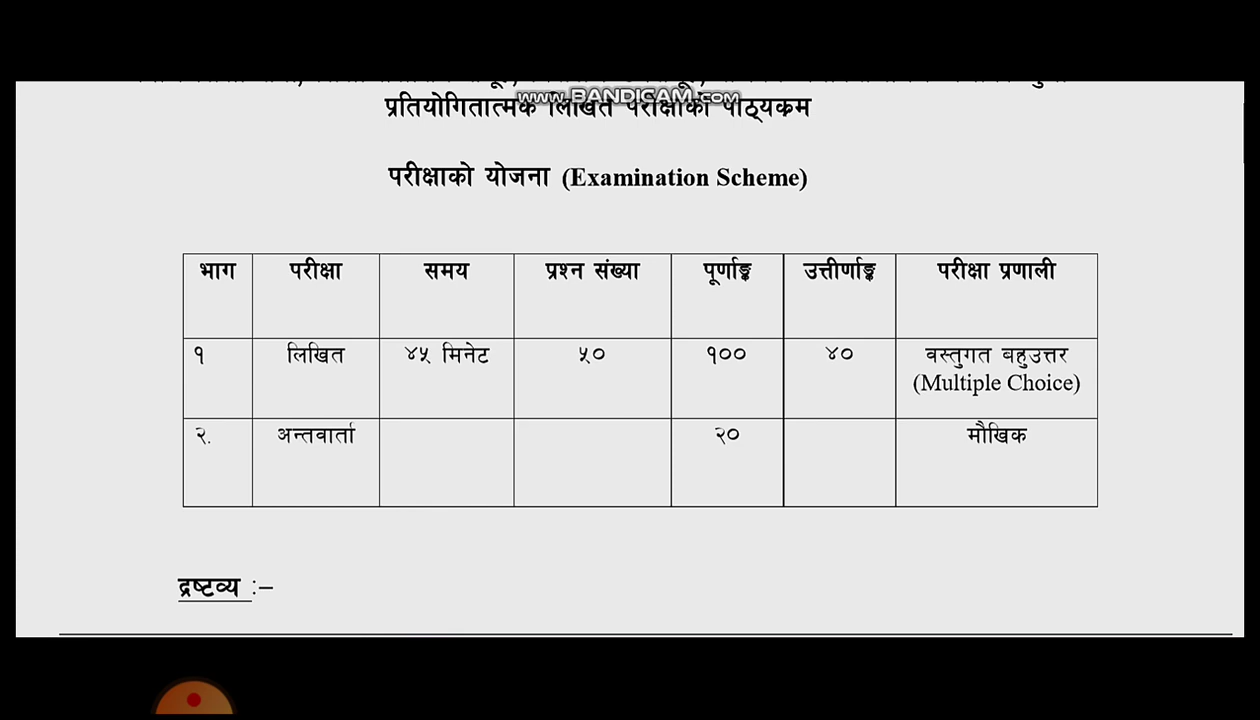 www.BANDICAM.com
प्रतियोगितात्मक लिखित परीक्षाको पाठ्यक्रम
परीक्षाको योजना (Examination Scheme)
भाग परीक्षा समय प्रश्न संख्या पूर्णाङ्क उत्तीर्णाङ्क परीक्षा प्रणाली
१ लिखित ४५ मिनेट ५० १०० ४० वस्तुगत बहुउत्तर
(Multiple Choice)
२. अन्तवार्ता २० मौखिक
द्रष्टव्य :–